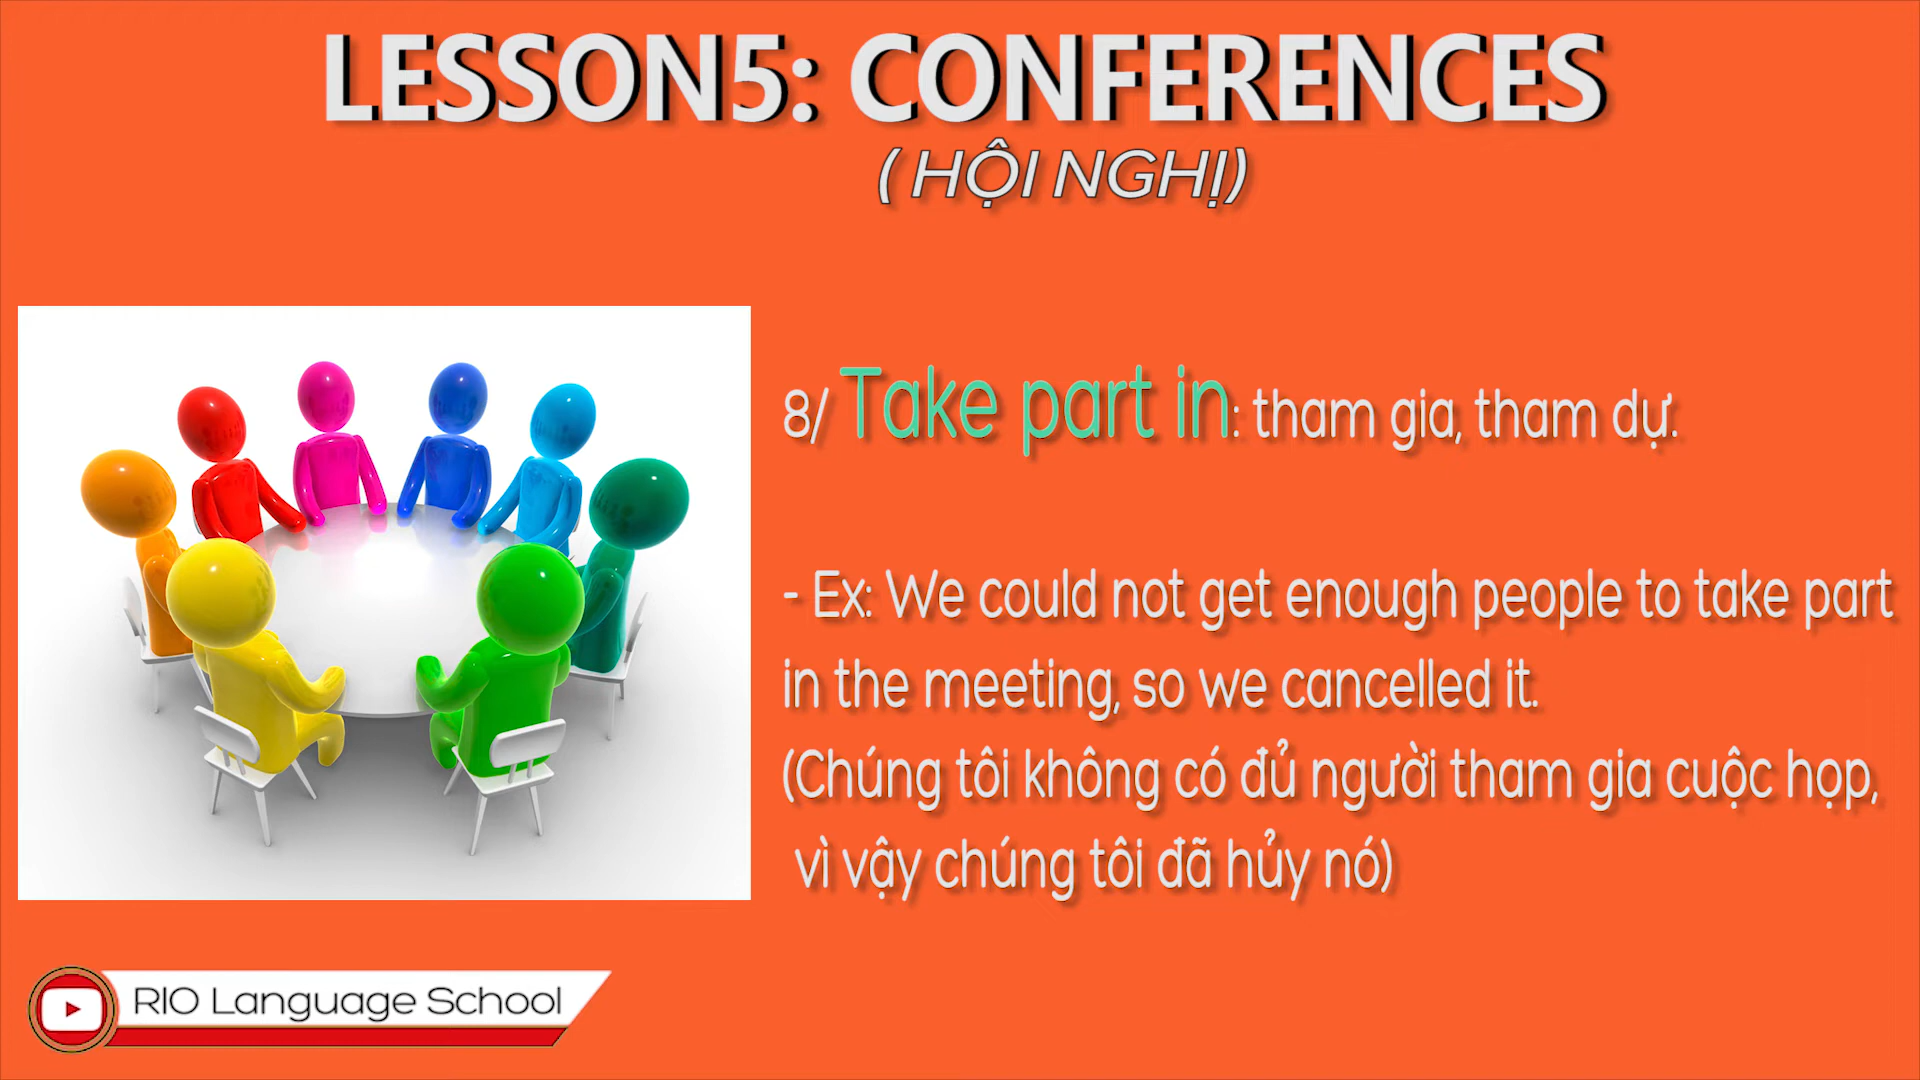 LESSON5: CONFERENCES
( HỘI NGHỊ)
8/ Take part in: tham gia, tham dự.
- Ex: We could not get enough people to take part
in the meeting, so we cancelled it.
(Chúng tôi không có đủ người tham gia cuộc họp,
vì vậy chúng tôi đã hủy nó)
RIO Language School